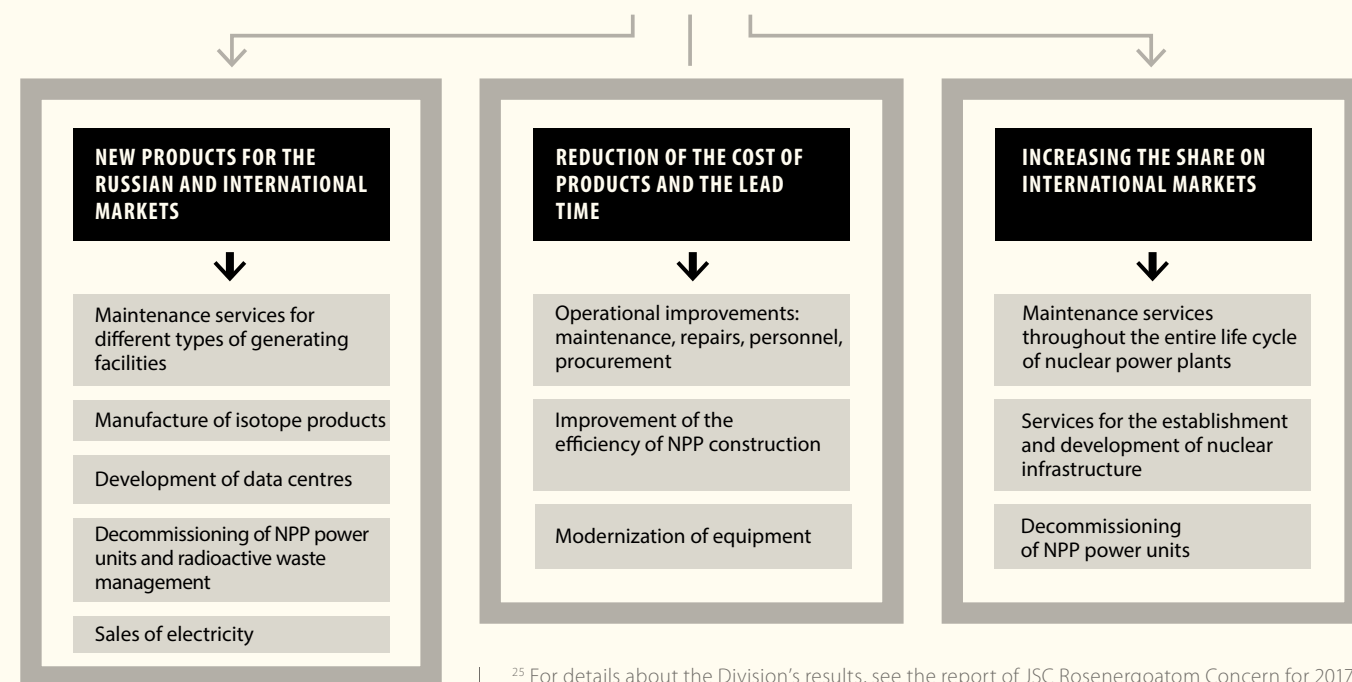 NEW PRODUCTS FOR THE
RUSSIAN AND INTERNATIONAL
MARKETS
Maintenance services for
different types of generating
facilities
Manufacture of isotope products
Development of data centres
Decommissioning of NPP power
units and radioactive waste
management
Sales of electricity
REDUCTION OF THE COST OF
PRODUCTS AND THE LEAD
TIME
Operational improvements:
maintenance, repairs, personnel,
procurement
Improvement of the
efficiency of NPP construction
Modernization of equipment
INCREASING THE SHARE ON
INTERNATIONAL MARKETS
Maintenance services
throughout the entire life cycle
of nuclear power plants
Services for the establishment
and development of nuclear
infrastructure
Decommissioning
of NPP power units
25 For details about the Division's results, see the report of JSC Rosenergoatom Concern for 2017